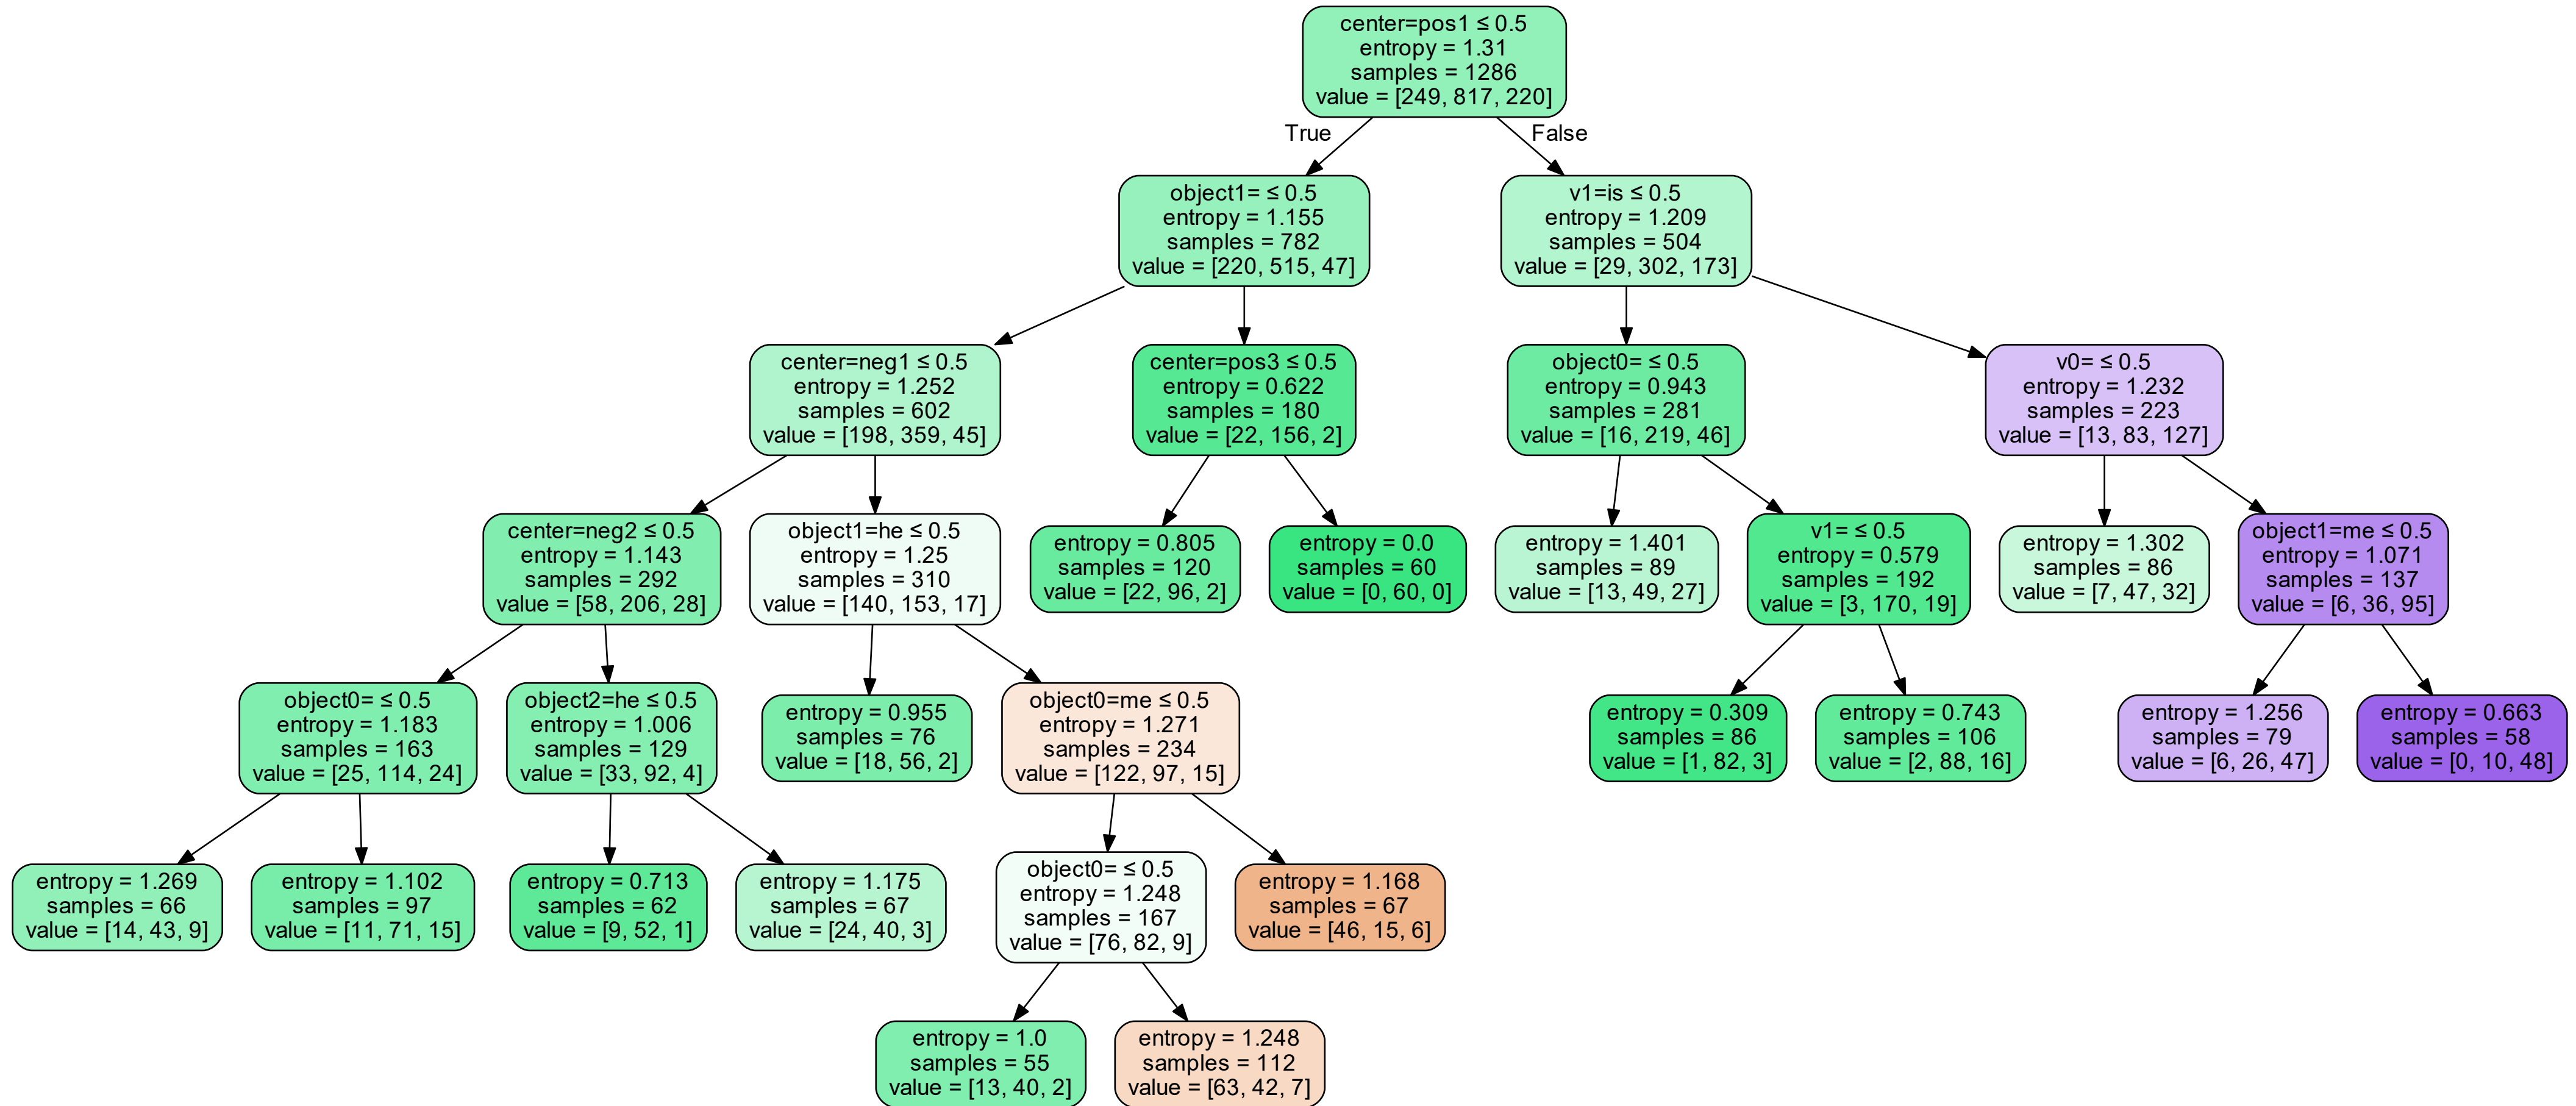 center=pos1 ≤ 0.5
entropy = 1.31
samples = 1286
value = [249, 817, 220]
True
False
object1= ≤ 0.5
entropy = 1.155
samples = 782
value = [220, 515, 47]
v1=is ≤ 0.5
entropy = 1.209
samples = 504
value = [29, 302, 173]
center=neg1 ≤ 0.5
entropy = 1.252
samples = 602
value = [198, 359, 45]
center=pos3 ≤ 0.5
entropy = 0.622
samples = 180
value = [22, 156, 2]
object0= ≤ 0.5
entropy = 0.943
samples = 281
value = [16, 219, 46]
v0= ≤ 0.5
entropy = 1.232
samples = 223
value = [13, 83, 127]
center=neg2 ≤ 0.5
entropy = 1.143
samples = 292
value = [58, 206, 28]
object1=he ≤ 0.5
entropy = 1.25
samples = 310
value = [140, 153, 17]
entropy = 0.805
samples = 120
value = [22, 96, 2]
entropy = 0.0
samples = 60
value = [0, 60, 0]
entropy = 1.401
samples = 89
value = [13, 49, 27]
v1= ≤ 0.5
entropy = 0.579
samples = 192
value = [3, 170, 19]
entropy = 1.302
samples = 86
value = [7, 47, 32]
object1=me ≤ 0.5
entropy = 1.071
samples = 137
value = [6, 36, 95]
object0= ≤ 0.5
entropy = 1.183
samples = 163
value = [25, 114, 24]
object2=he ≤ 0.5
entropy = 1.006
samples = 129
value = [33, 92, 4]
entropy = 0.955
samples = 76
value = [18, 56, 2]
object0=me ≤ 0.5
entropy = 1.271
samples = 234
value = [122, 97, 15]
entropy = 0.309
samples = 86
value = [1, 82, 3]
entropy = 0.743
samples = 106
value = [2, 88, 16]
entropy = 1.256
samples = 79
value = [6, 26, 47]
entropy = 0.663
samples = 58
value = [0, 10, 48]
entropy = 1.269
samples = 66
value = [14, 43, 9]
entropy = 1.102
samples = 97
value = [11, 71, 15]
entropy = 0.713
samples = 62
value = [9, 52, 1]
entropy = 1.175
samples = 67
value = [24, 40, 3]
object0= ≤ 0.5
entropy = 1.248
samples = 167
value = [76, 82, 9]
entropy = 1.168
samples = 67
value = [46, 15, 6]
entropy = 1.0
samples = 55
value = [13, 40, 2]
entropy = 1.248
samples = 112
value = [63, 42, 7]